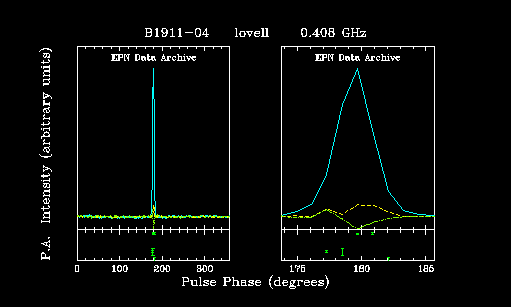 B1911-04 lovell 0.408 GHz
EPN Data Archive EPN Data Archive
Intensity (arbitrary units)
P.A.
0 100 200 300 175 180 185
Pulse Phase (degrees)